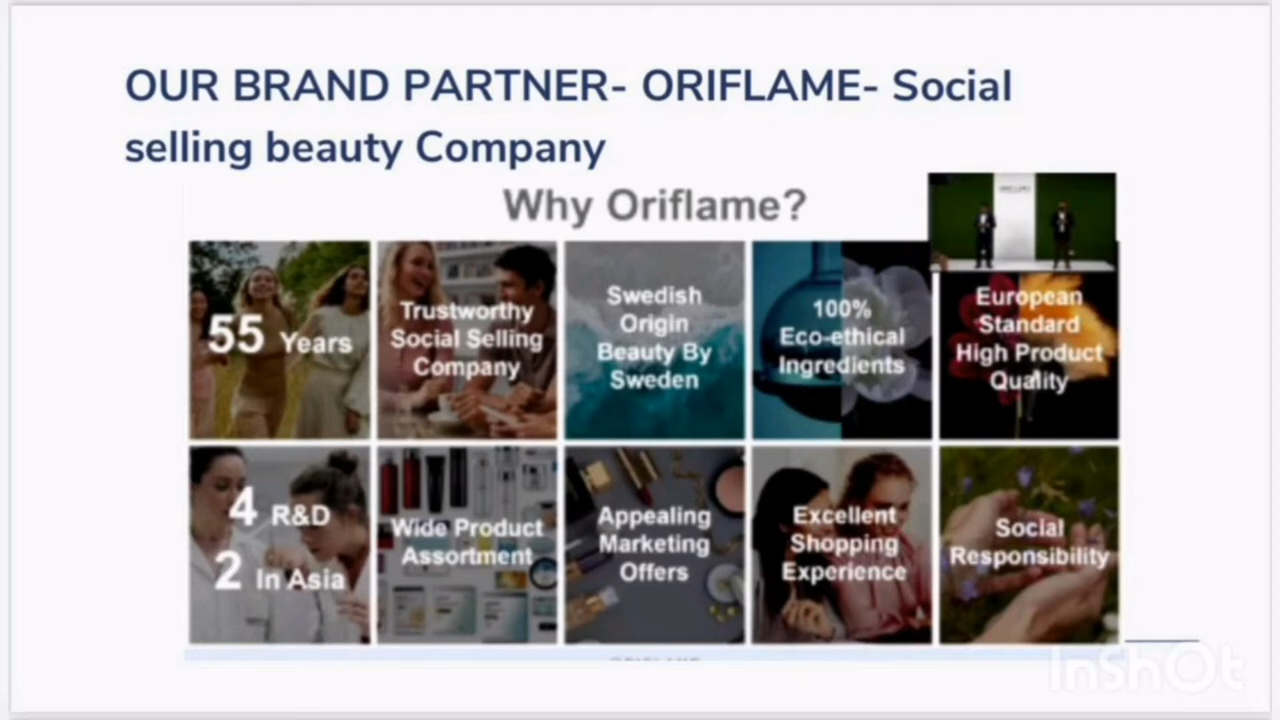 OUR BRAND PARTNER- ORIFLAME- Social
selling beauty Company
Why Oriflame?
55 Years
Trustworthy
Social Selling
Company
Swedish
Origin
Beauty By
Sweden
100%
Eco-ethical
Ingredients
European
Standard
High Product
Quality
4 R&D
2 In Asia
Wide Product
Assortment
Appealing
Marketing
Offers
Excellent
Shopping
Experience
Social
Responsibility
InShOt